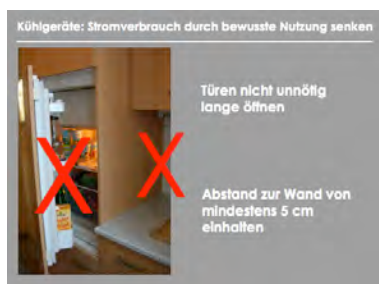 Kühlgeräte: Stromverbrauch durch bewusste Nutzung senken
Türen nicht unnötig
lange öffnen
Abstand zur Wand von
mindestens 5 cm
einhalten